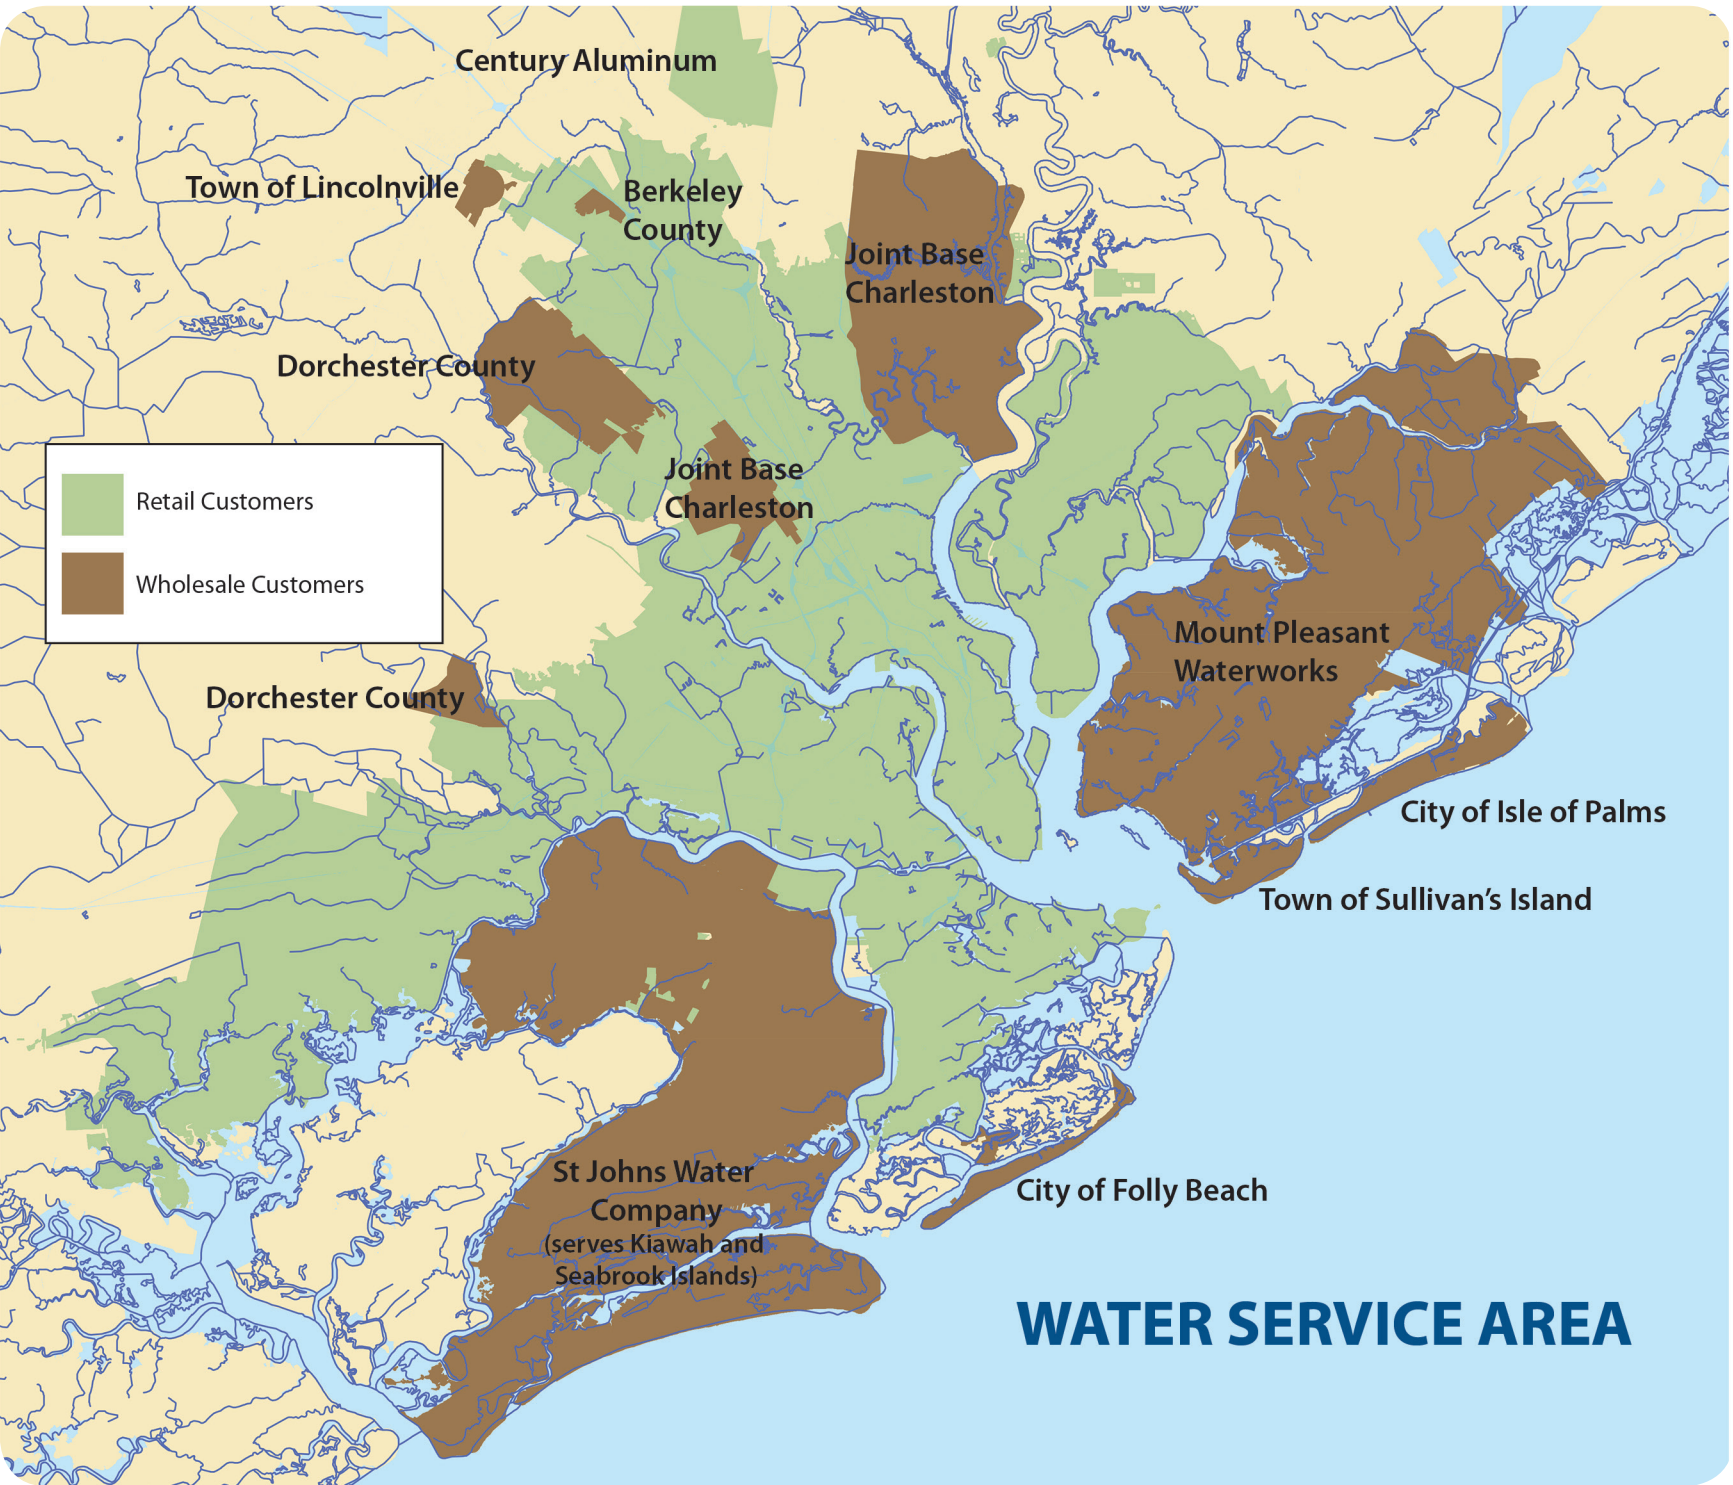 Century Aluminum
Town of Lincolnville
Berkeley
County
Joint Base
Charleston
Dorchester County
Joint Base
Charleston
Retail Customers
Wholesale Customers
Mount Pleasant
Waterworks
Dorchester County
City of Isle of Palms
Town of Sullivan's Island
St Johns Water
Company
(serves Kiawah and
Seabrook Islands)
City of Folly Beach
WATER SERVICE AREA